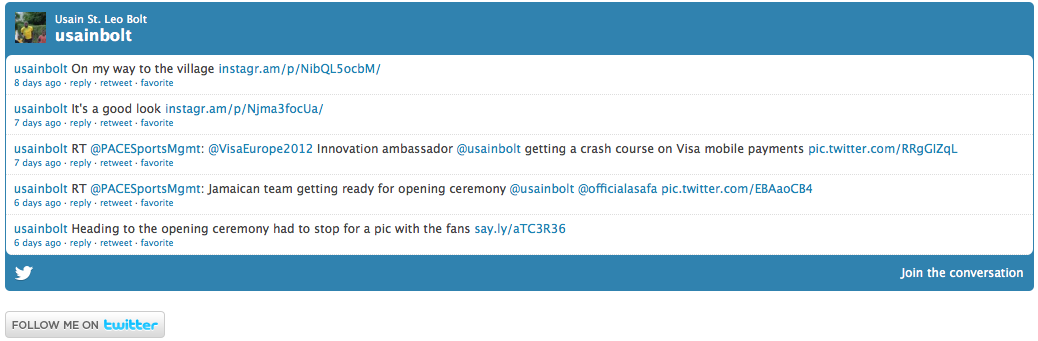 Usain St. Leo Bolt
usainbolt
usainbolt On my way to the village instagr.am/p/NibQL5ocbM/
8 days ago · reply · retweet · favorite
usainbolt It's a good look instagr.am/p/Njma3focUa/
7 days ago · reply · retweet · favorite
usainbolt RT @PACESportsMgmt: @VisaEurope2012 Innovation ambassador @usainbolt getting a crash course on Visa mobile payments pic.twitter.com/RRgGlZqL
7 days ago · reply · retweet · favorite
usainbolt RT @PACESportsMgmt: Jamaican team getting ready for opening ceremony @usainbolt @officialasafa pic.twitter.com/EBAaoCB4
6 days ago · reply · retweet · favorite
usainbolt Heading to the opening ceremony had to stop for a pic with the fans say.ly/aTC3R36
6 days ago · reply · retweet · favorite
Join the conversation
FOLLOW ME ON twitter